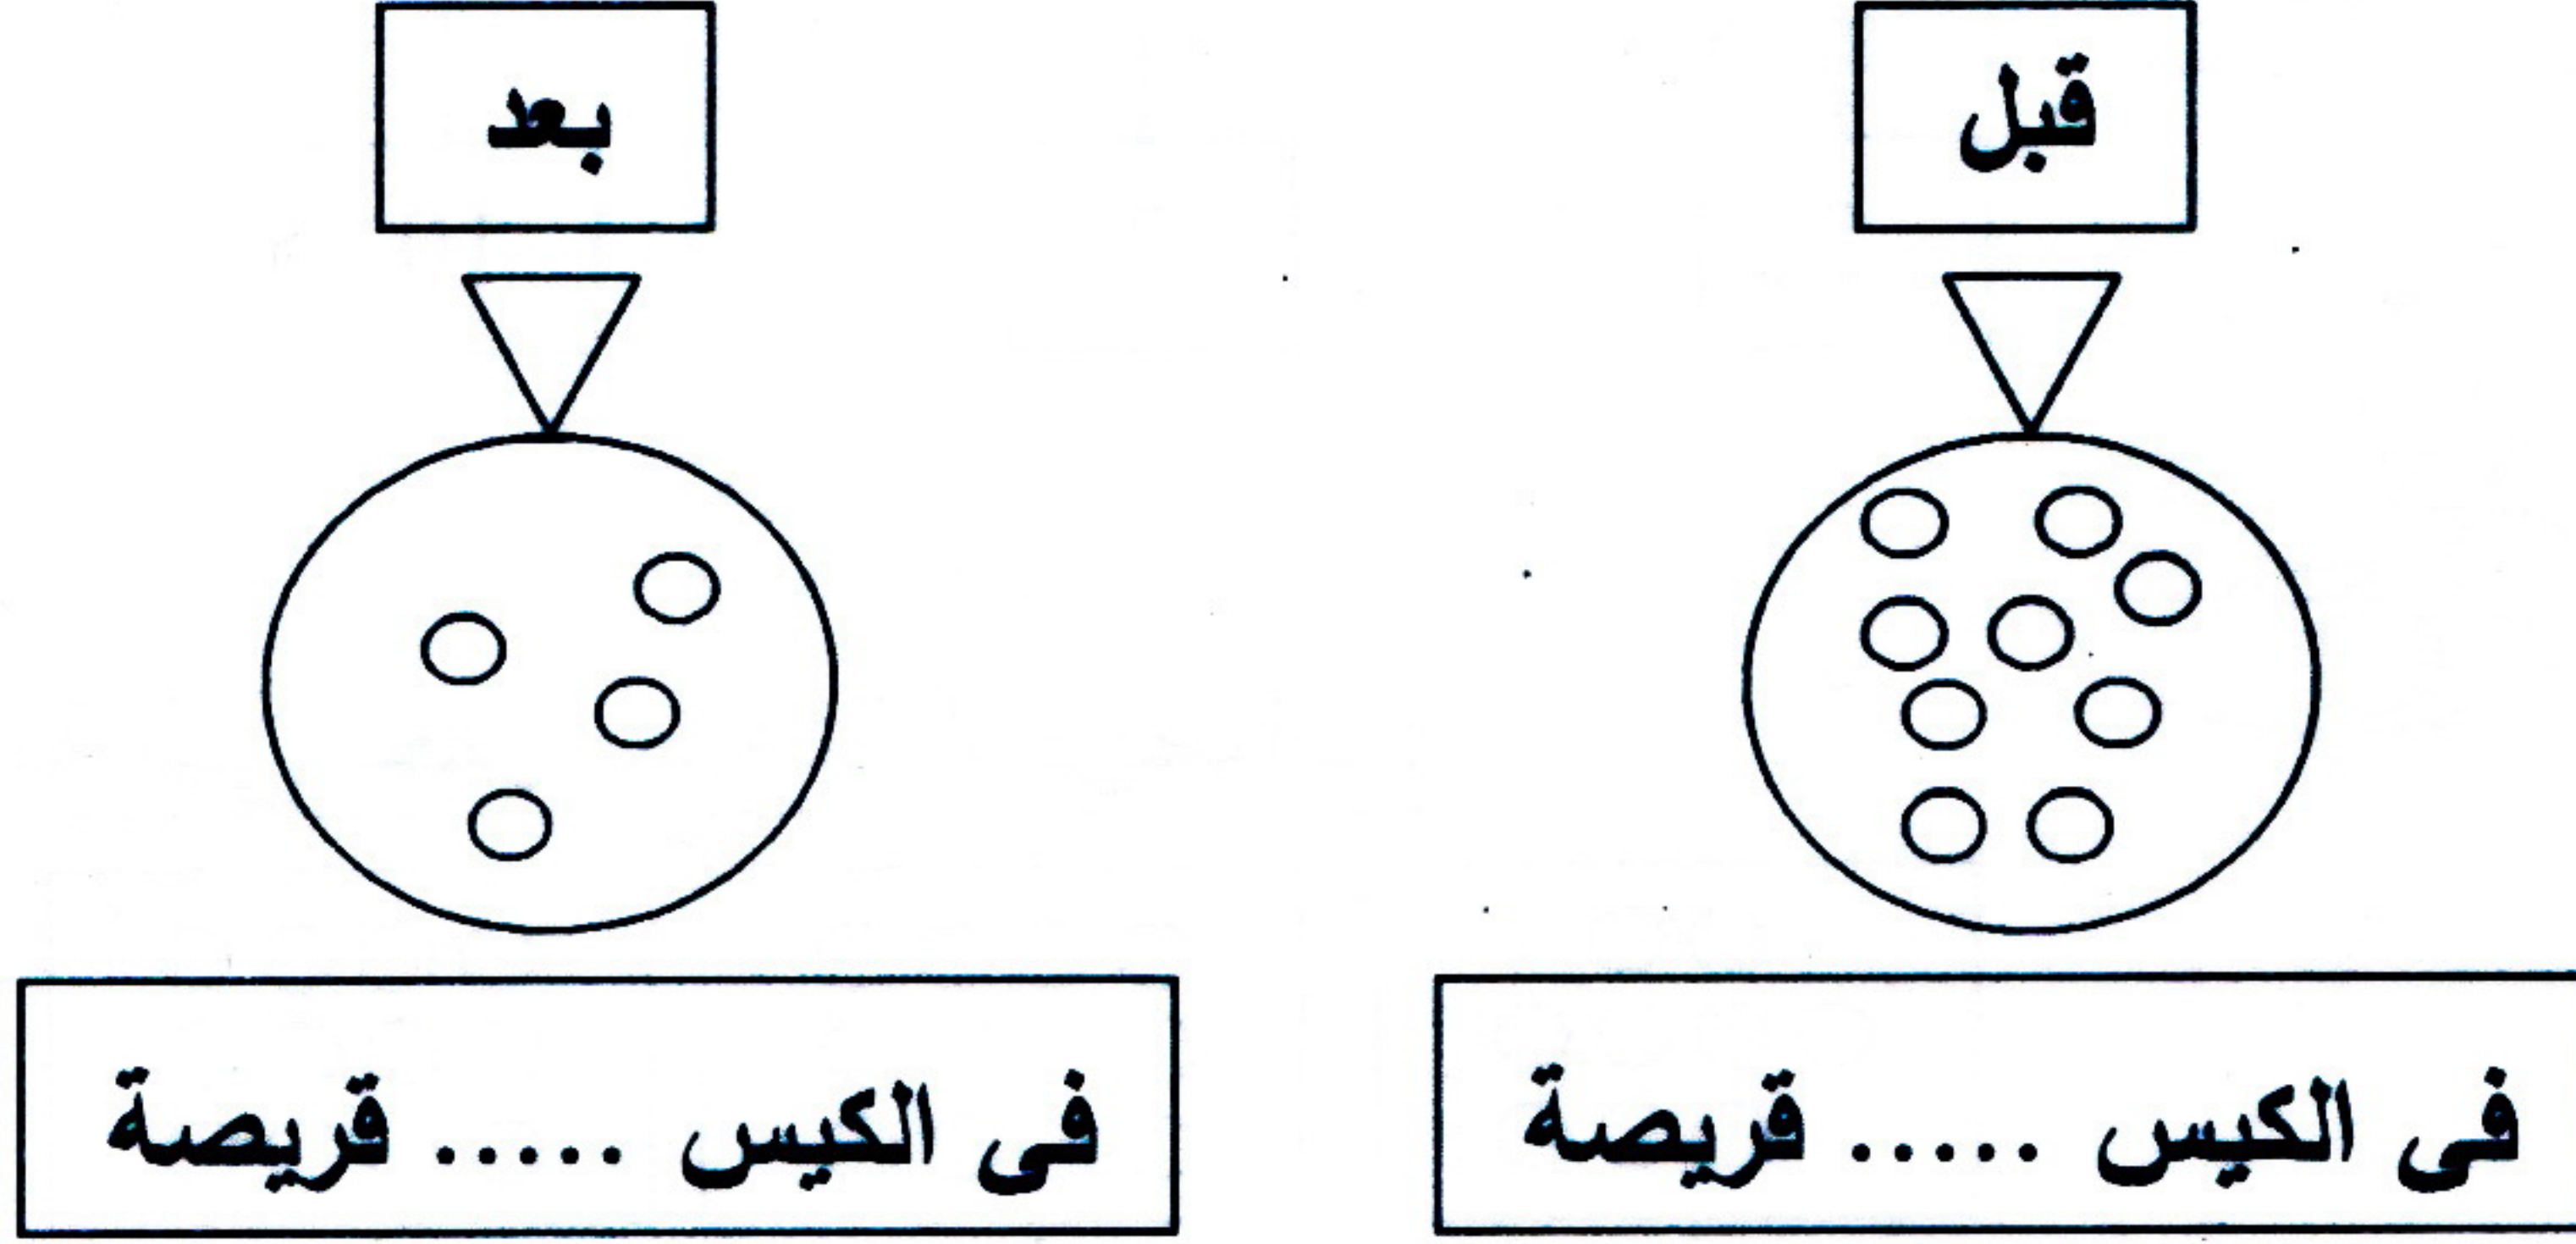 قبل
بعد
فى الكيس ..... قريصة
فى الكيس ..... قريصة